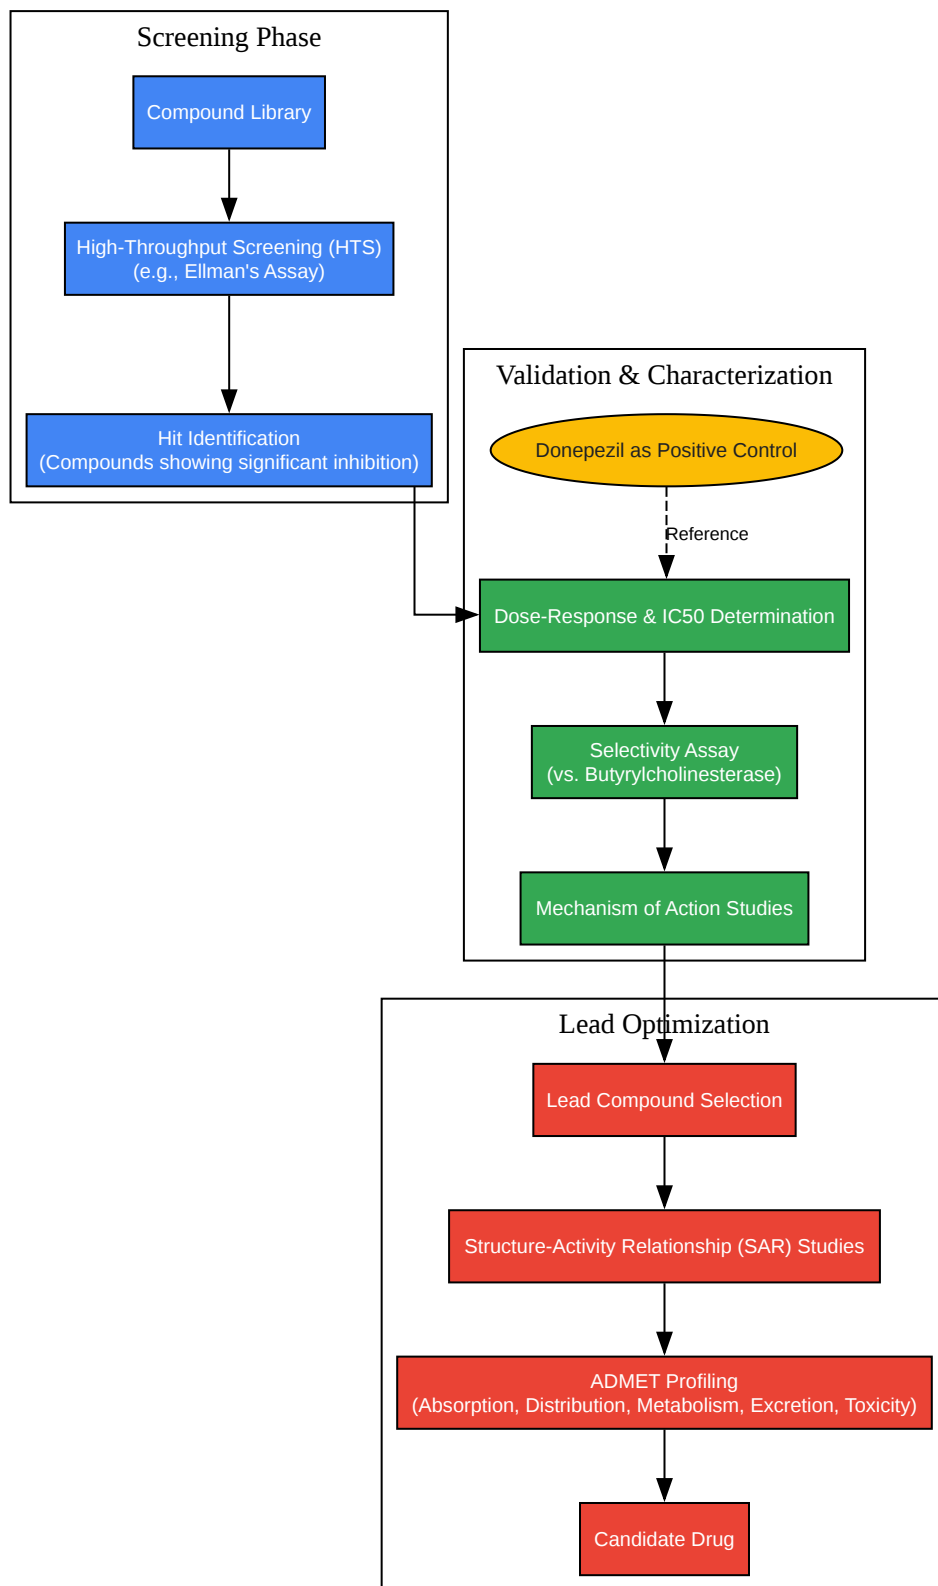 Screening Phase
Compound Library
High-Throughput Screening (HTS)
(e.g., Ellman's Assay)
Hit Identification
(Compounds showing significant inhibition)
Validation & Characterization
Donepezil as Positive Control
Reference
Dose-Response & IC50 Determination
Selectivity Assay
(vs. Butyrylcholinesterase)
Mechanism of Action Studies
Lead Optimization
Lead Compound Selection
Structure-Activity Relationship (SAR) Studies
ADMET Profiling
(Absorption, Distribution, Metabolism, Excretion, Toxicity)
Candidate Drug